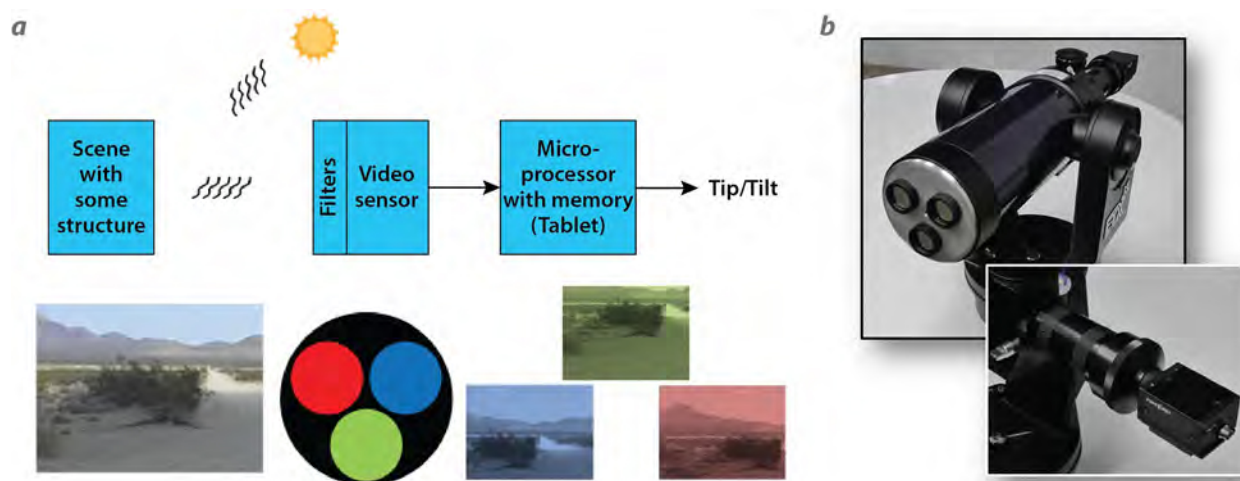 a
b
Scene
with
some
structure
Filters
Video
sensor
Micro-
processor
with memory
(Tablet)
Tip/Tilt